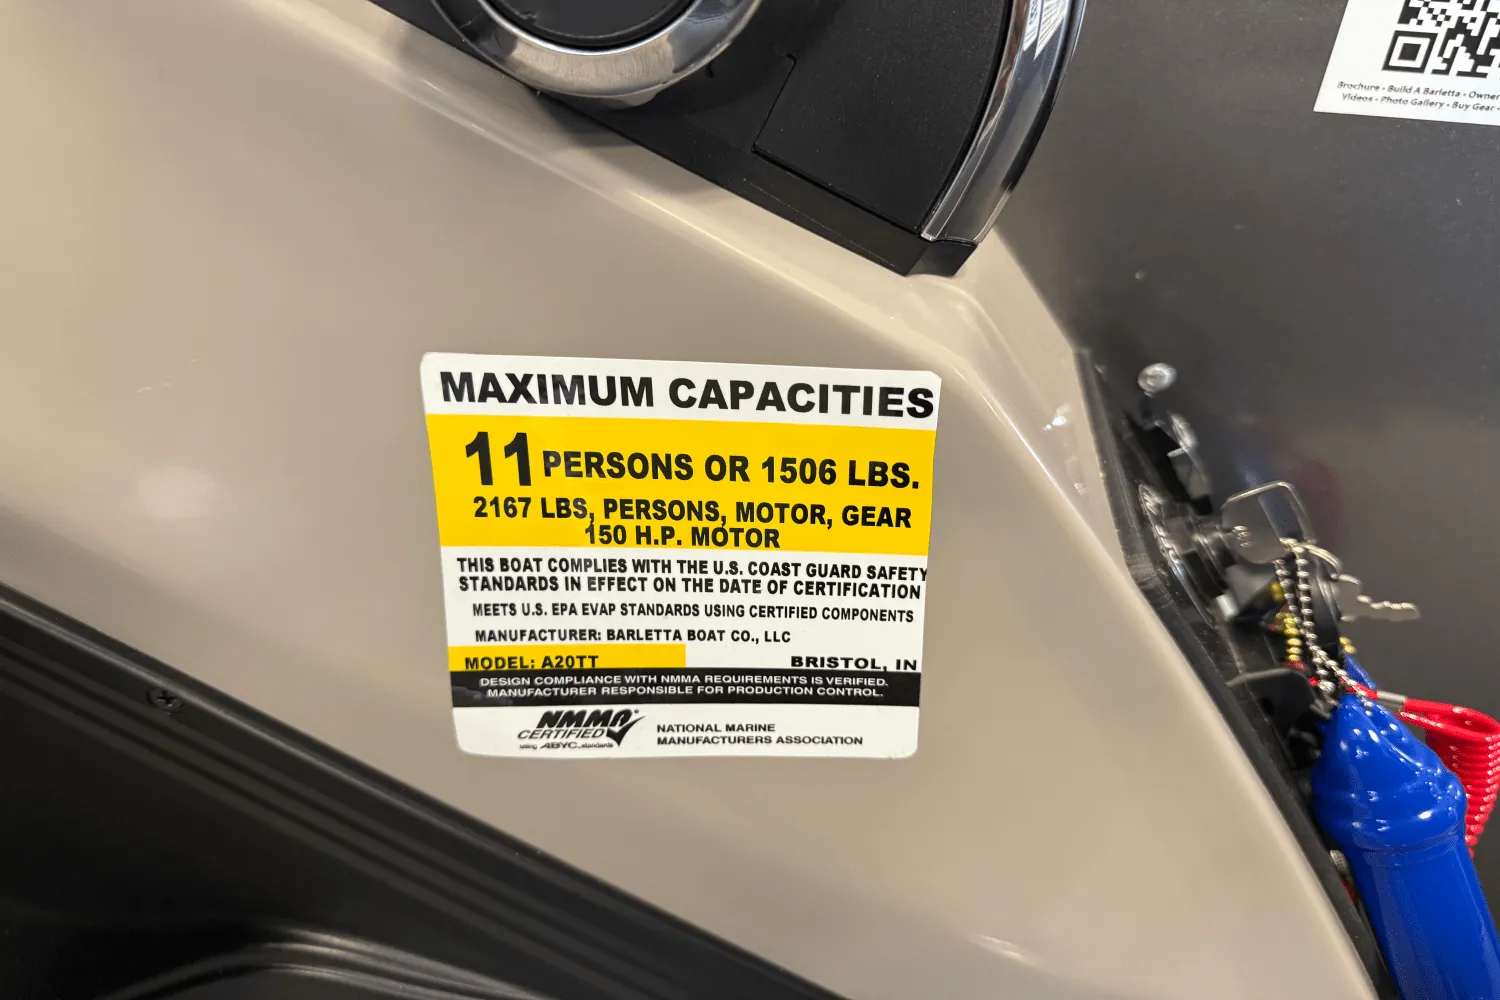 Brochure • Build A Barletta • Owner
Videos • Photo Gallery • Buy Gear •
MAXIMUM CAPACITIES
11 PERSONS OR 1506 LBS.
2167 LBS, PERSONS, MOTOR, GEAR
150 H.P. MOTOR
THIS BOAT COMPLIES WITH THE U.S. COAST GUARD SAFETY
STANDARDS IN EFFECT ON THE DATE OF CERTIFICATION
MEETS U.S. EPA EVAP STANDARDS USING CERTIFIED COMPONENTS
MANUFACTURER: BARLETTA BOAT CO., LLC
MODEL: A20TT BRISTOL, IN
DESIGN COMPLIANCE WITH NMMA REQUIREMENTS IS VERIFIED.
MANUFACTURER RESPONSIBLE FOR PRODUCTION CONTROL.
NMMA®
CERTIFIED
using ABYC standards
NATIONAL MARINE
MANUFACTURERS ASSOCIATION